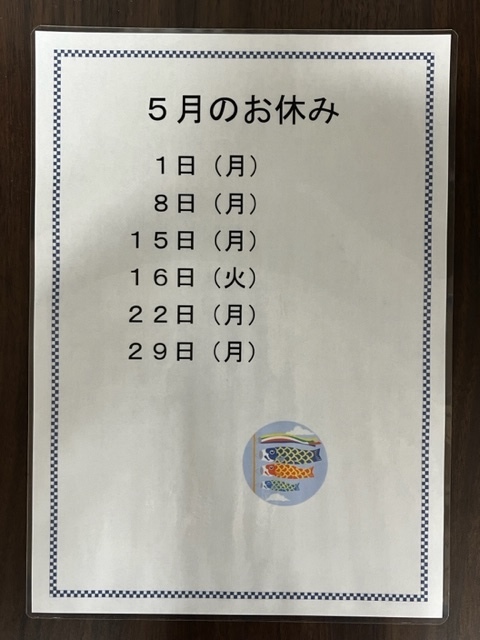 ５月のお休み
１日（月）
８日（月）
１５日（月）
１６日（火）
２２日（月）
２９日（月）